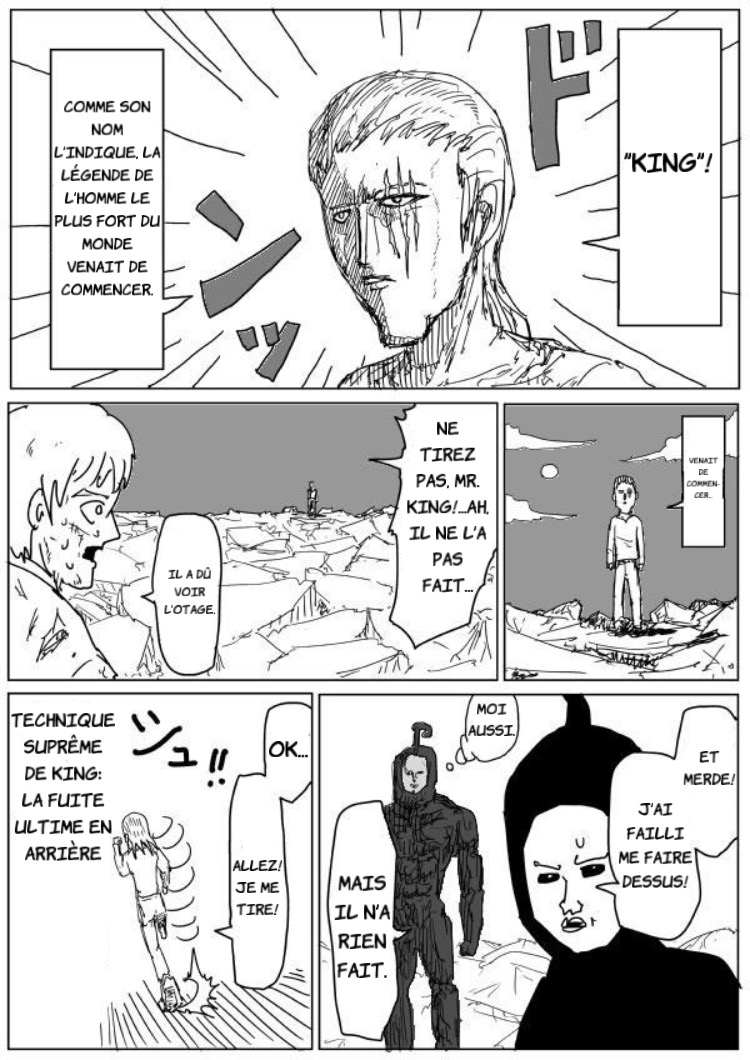 "KING"!
ド
ンッ
COMME SON
NOM
L'INDIQUE, LA
LÉGENDE DE
L'HOMME LE
PLUS FORT DU
MONDE
VENAIT DE
COMMENCER.
VENAIT
DE
COMMEN-
CER...
NE
TIREZ
PAS, MR.
KING!...AH,
IL NE L'A
PAS
FAIT...
IL A DÛ
VOIR
L'OTAGE.
ET
MERDE!
J'AI
FAILLI
ME FAIRE
DESSUS!
MOI
AUSSI.
MAIS
IL N'A
RIEN
FAIT.
OK...
ALLEZ!
JE ME
TIRE!
シュ!!
TECHNIQUE
SUPRÊME
DE KING:
LA FUITE
ULTIME EN
ARRIÈRE